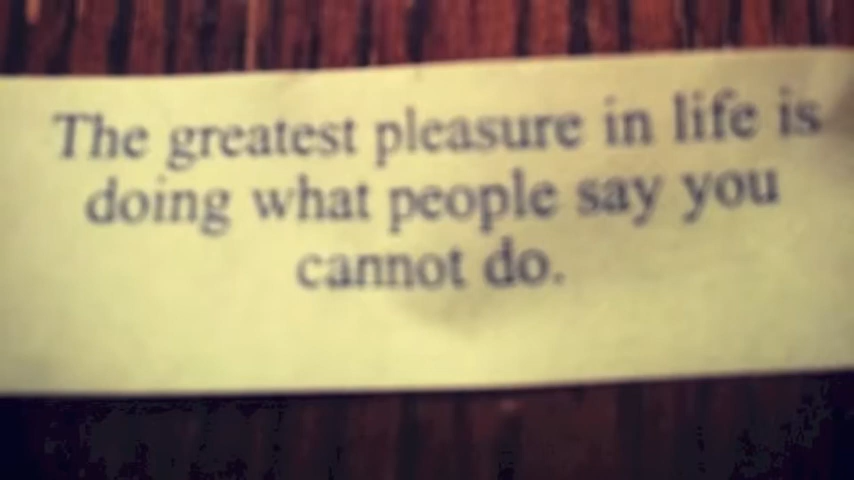 The greatest pleasure in life is
doing what people say you
cannot do.